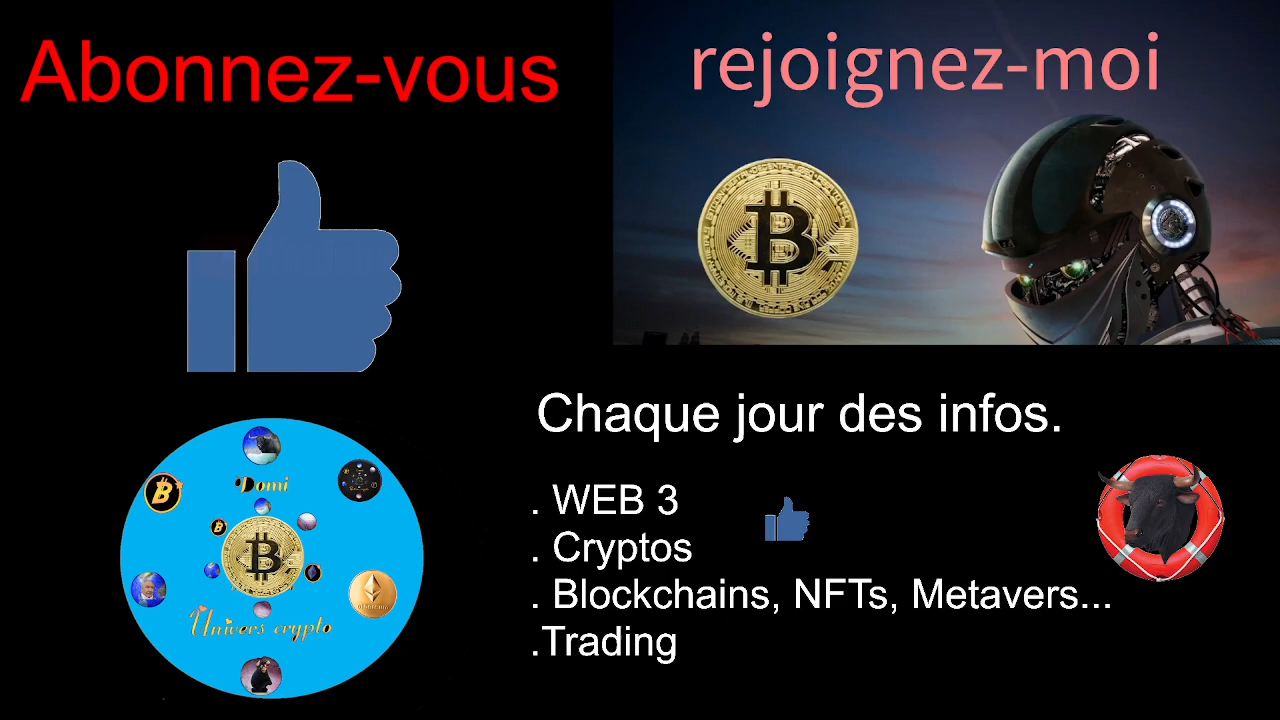 Abonnez-vous
rejoignez-moi
Chaque jour des infos.
. WEB 3
. Cryptos
. Blockchains, NFTs, Metavers...
.Trading
Domi
Univers crypto